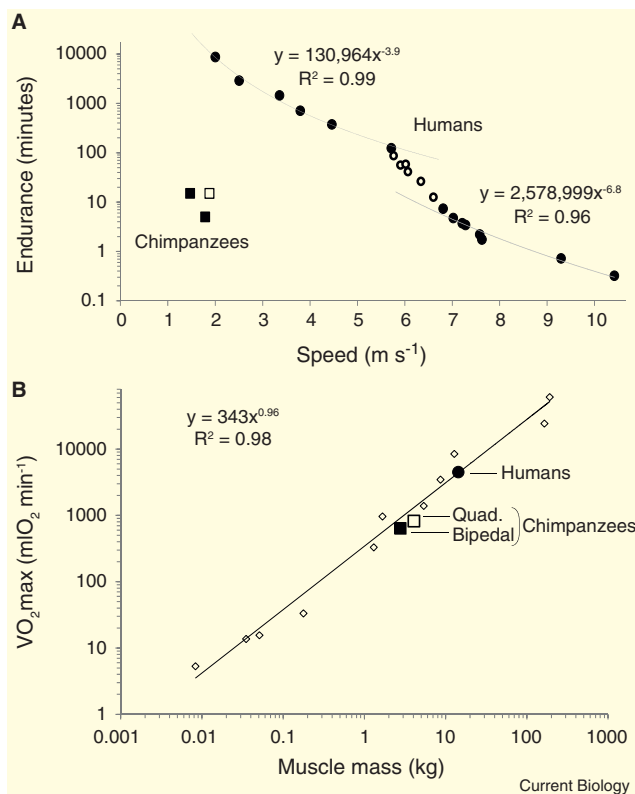 A
y = 130,964x⁻³·⁹
R² = 0.99
Humans
y = 2,578,999x⁻⁶·⁸
R² = 0.96
Chimpanzees
Endurance (minutes)
10000
1000
100
10
1
0.1
0 1 2 3 4 5 6 7 8 9 10
Speed (m s⁻¹)
B
y = 343x⁰·⁹⁶
R² = 0.98
Humans
Quad.
Bipedal
Chimpanzees
VO₂max (mlO₂ min⁻¹)
10000
1000
100
10
1
0.001 0.01 0.1 1 10 100 1000
Muscle mass (kg)
Current Biology